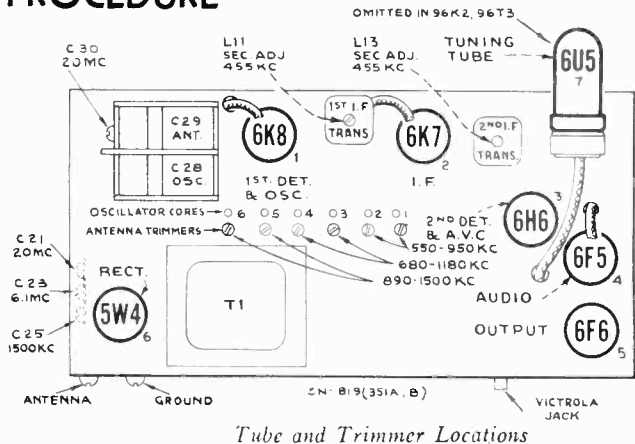 PROCEDURE
OMITTED IN 96K2, 96T3
TUNING
TUBE
6U5
7
C30
20MC
L11
SEC ADJ.
455KC
L13
SEC ADJ.
455KC
C29
ANT.
C28
OSC.
6K8
1
1ST. DET.
& OSC.
1ST I.F
TRANS.
6K7
2
I.F.
2ND I.F
TRANS.
OSCILLATOR CORES
6
5
4
3
2
1
ANTENNA TRIMMERS
550-950KC
680-1180KC
890-1500KC
2ND DET.
& A.V.C
6H6
3
6F5
4
AUDIO
OUTPUT
6F6
5
C21
20MC
C23
6.1MC
C25
1500KC
RECT.
5W4
6
T1
ANTENNA
GROUND
CN-819(351A, B)
VICTROLA
JACK
Tube and Trimmer Locations